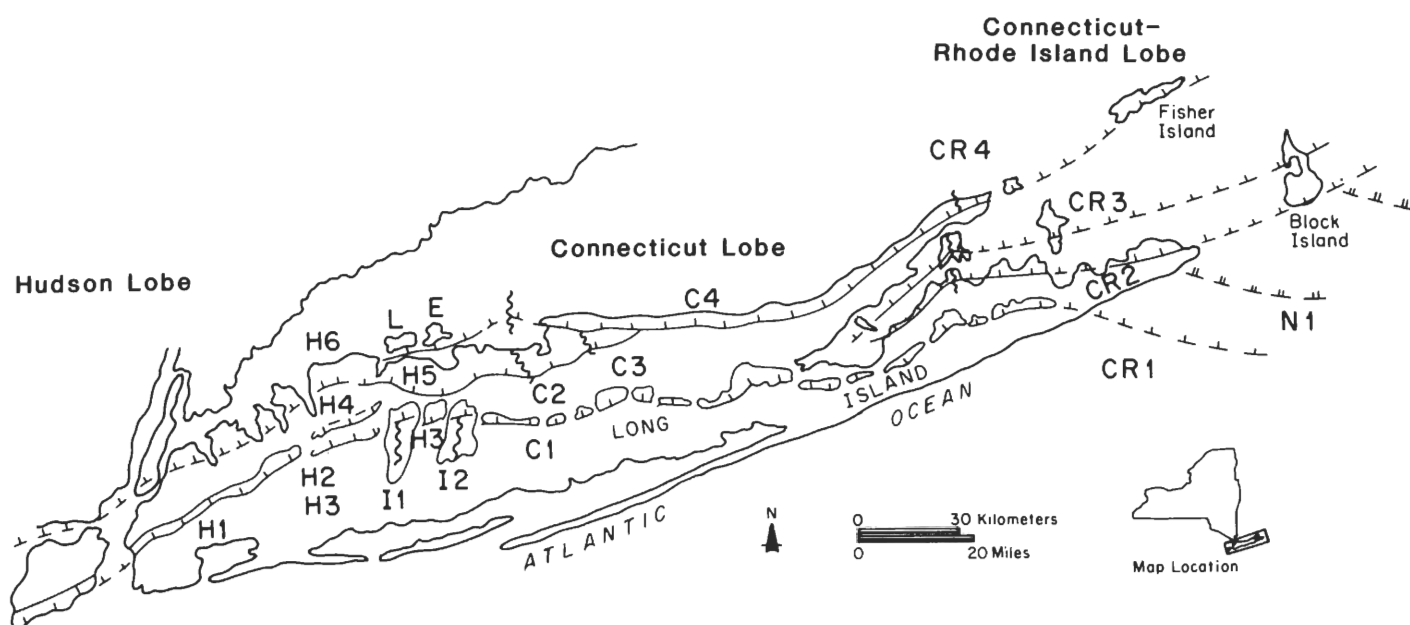 Connecticut–
Rhode Island Lobe
Fisher
Island
CR4
CR3
Block
Island
Connecticut Lobe
Hudson Lobe
C4
CR2
L
E
N1
H6
H5
C3
CR1
C2
H4
ISLAND
OCEAN
LONG
H3
C1
H2
H3
I1
I2
H1
ATLANTIC
N
0
30 Kilometers
0
20 Miles
Map Location